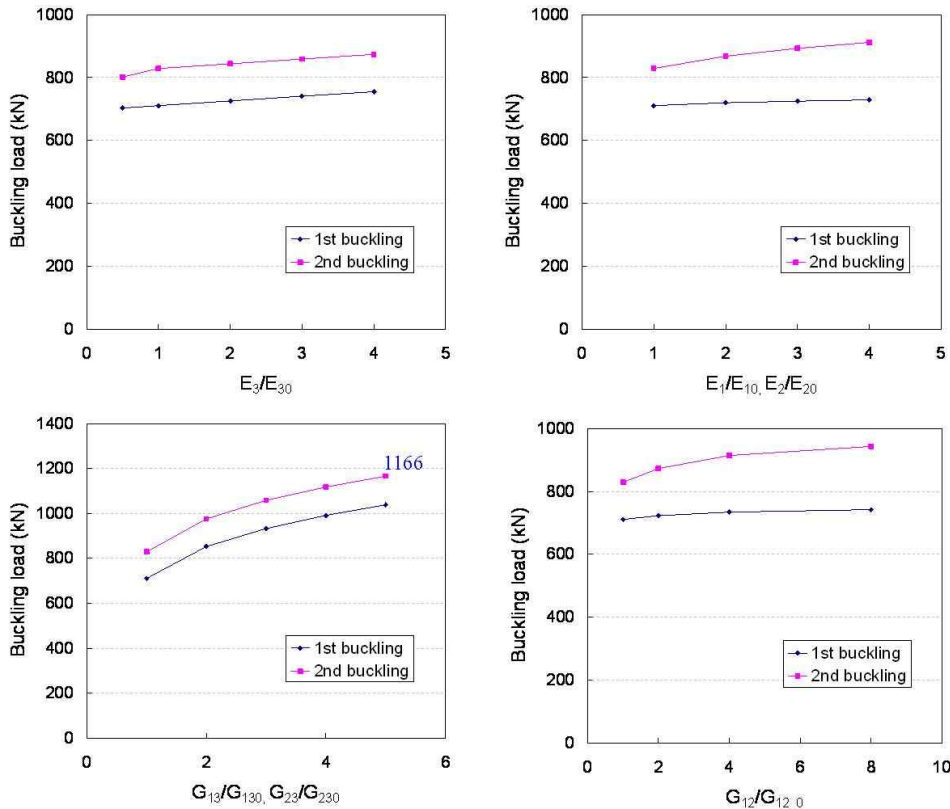 1000
800
600
400
200
0
Buckling load (kN)
1st buckling
2nd buckling
0 1 2 3 4 5
E3/E30
1000
800
600
400
200
0
Buckling load (kN)
1st buckling
2nd buckling
0 1 2 3 4 5
E1/E10, E2/E20
1400
1200
1000
800
600
400
200
0
Buckling load (kN)
1166
1st buckling
2nd buckling
0 2 4 6
G13/G130, G23/G230
1000
800
600
400
200
0
Buckling load (kN)
1st buckling
2nd buckling
0 2 4 6 8 10
G12/G12_0